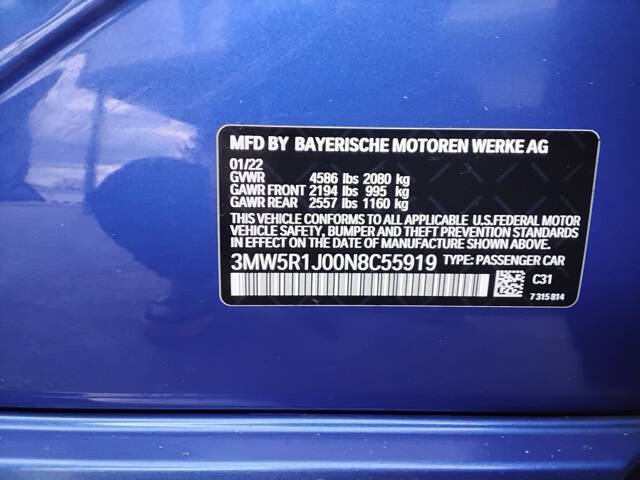 MFD BY BAYERISCHE MOTOREN WERKE AG
01/22
GVWR 4586 lbs 2080 kg
GAWR FRONT 2194 lbs 995 kg
GAWR REAR 2557 lbs 1160 kg
THIS VEHICLE CONFORMS TO ALL APPLICABLE U.S.FEDERAL MOTOR
VEHICLE SAFETY, BUMPER AND THEFT PREVENTION STANDARDS
IN EFFECT ON THE DATE OF MANUFACTURE SHOWN ABOVE.
3MW5R1J00N8C55919 TYPE: PASSENGER CAR
C31
7315814